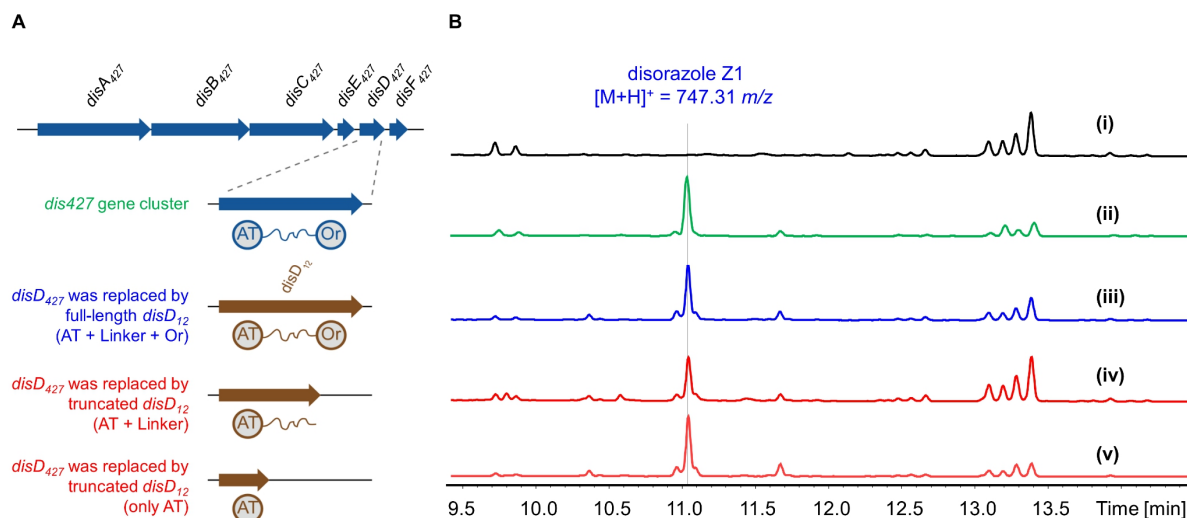 A
disA427
disB427
disC427
disE427
disD427
disF427
dis427 gene cluster
AT
Or
disD12
disD427 was replaced by
full-length disD12
(AT + Linker + Or)
AT
Or
disD427 was replaced by
truncated disD12
(AT + Linker)
AT
disD427 was replaced by
truncated disD12
(only AT)
AT
B
disorazole Z1
[M+H]+ = 747.31 m/z
(i)
(ii)
(iii)
(iv)
(v)
9.5 10.0 10.5 11.0 11.5 12.0 12.5 13.0 13.5 Time [min]